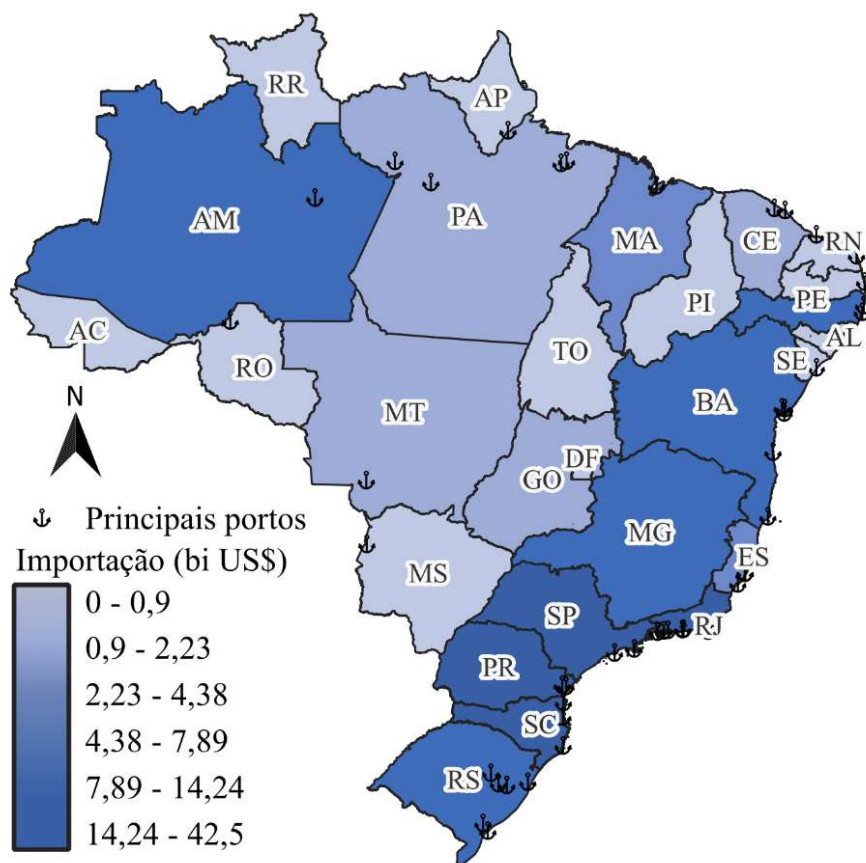 RR
AP
AM
PA
MA
CE
RN
PI
PE
AC
AL
TO
SE
RO
BA
MT
N
DF
GO
Principais portos
MG
Importação (bi US$)
ES
MS
0 - 0,9
SP
0,9 - 2,23
RJ
PR
2,23 - 4,38
SC
4,38 - 7,89
RS
7,89 - 14,24
14,24 - 42,5